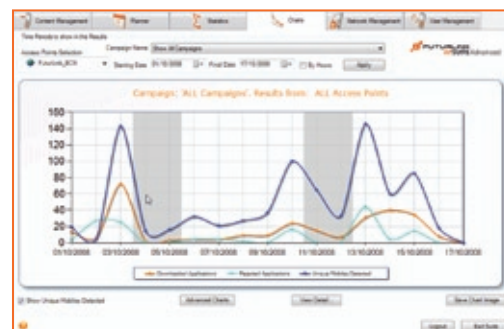 Content Management
Planner
Statistics
Charts
Network Management
User Management
Time Periods to show in the Results
Access Points Selection
Campaign Name: Show All Campaigns
Futurlink_BCN
Starting Date 01/10/2008
Final Date 17/10/2008
By Hours
Apply
FUTURLINK
Advanced
Campaign: 'ALL Campaigns'. Results from: ALL Access Points
160
140
120
100
80
60
40
20
0
01/10/2008
03/10/2008
05/10/2008
07/10/2008
09/10/2008
11/10/2008
13/10/2008
15/10/2008
17/10/2008
Downloaded Applications
Rejected Applications
Unique Mobiles Detected
Show Unique Mobiles Detected
Advanced Charts
View Detail
Save Chart Image
Logout